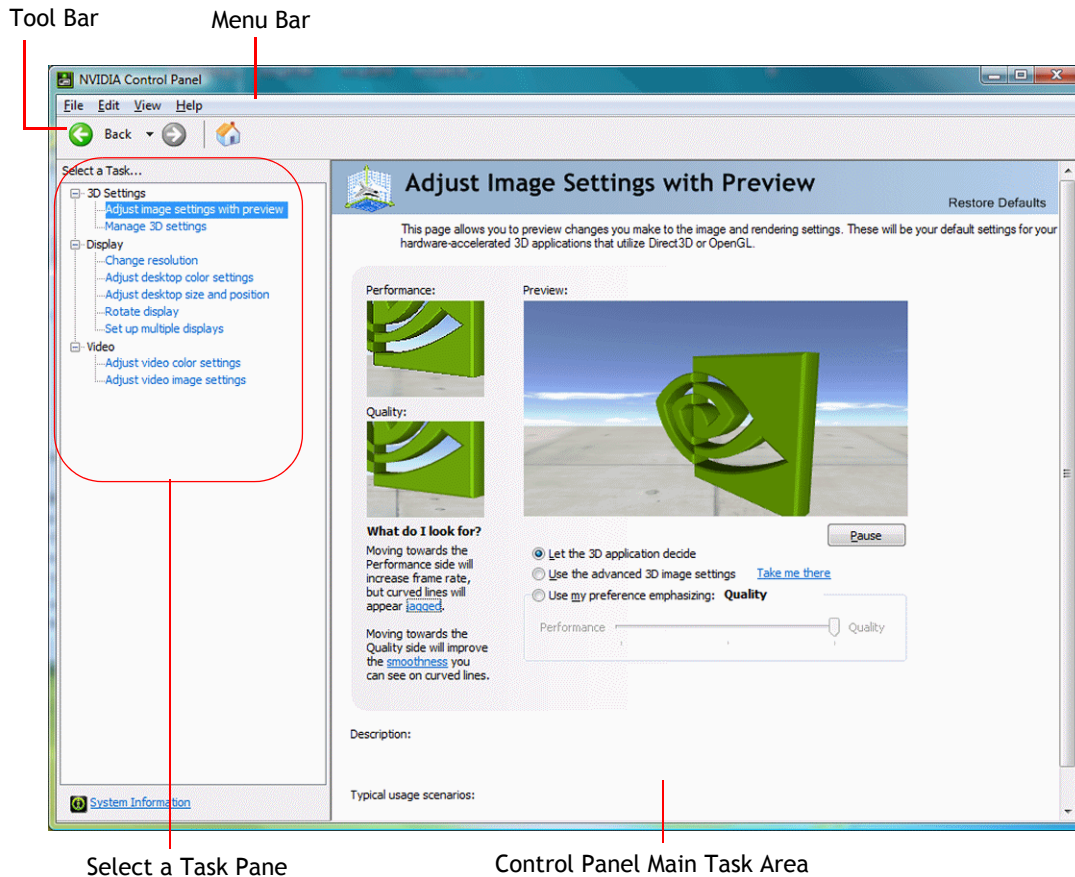 Tool Bar
Menu Bar
NVIDIA Control Panel
File Edit View Help
Back
Select a Task...
3D Settings
Adjust image settings with preview
Manage 3D settings
Display
Change resolution
Adjust desktop color settings
Adjust desktop size and position
Rotate display
Set up multiple displays
Video
Adjust video color settings
Adjust video image settings
System Information
Adjust Image Settings with Preview
Restore Defaults
This page allows you to preview changes you make to the image and rendering settings. These will be your default settings for your
hardware-accelerated 3D applications that utilize Direct3D or OpenGL.
Performance:
Quality:
What do I look for?
Moving towards the
Performance side will
increase frame rate,
but curved lines will
appear jagged.
Moving towards the
Quality side will improve
the smoothness you
can see on curved lines.
Preview:
Pause
Let the 3D application decide
Use the advanced 3D image settings Take me there
Use my preference emphasizing: Quality
Performance Quality
Description:
Typical usage scenarios:
Select a Task Pane
Control Panel Main Task Area